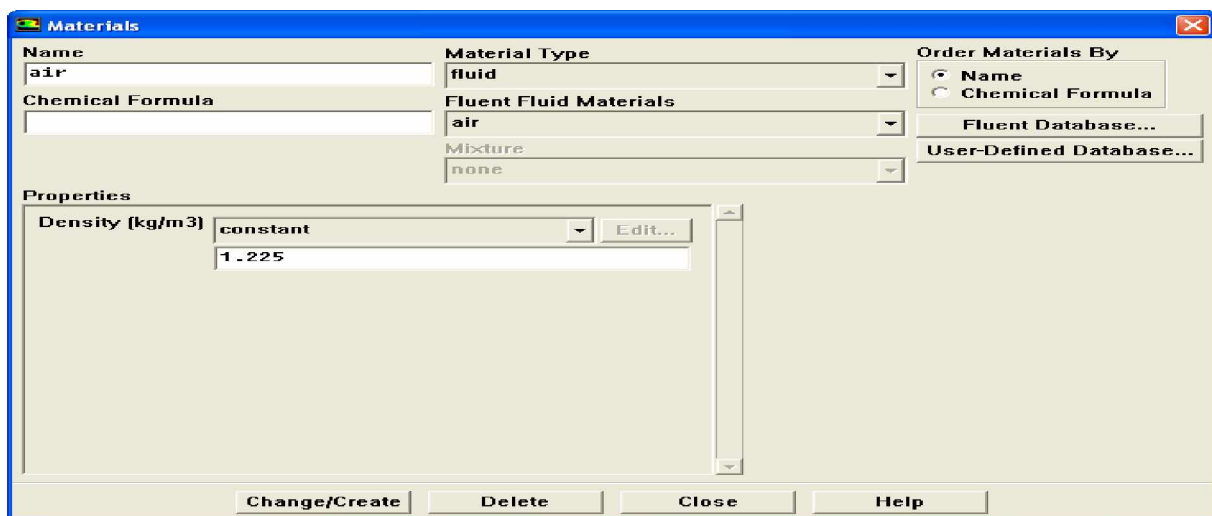 Materials
Name
air
Chemical Formula
Material Type
fluid
Fluent Fluid Materials
air
Mixture
none
Order Materials By
Name
Chemical Formula
Fluent Database...
User-Defined Database...
Properties
Density (kg/m3) constant Edit...
1.225
Change/Create Delete Close Help